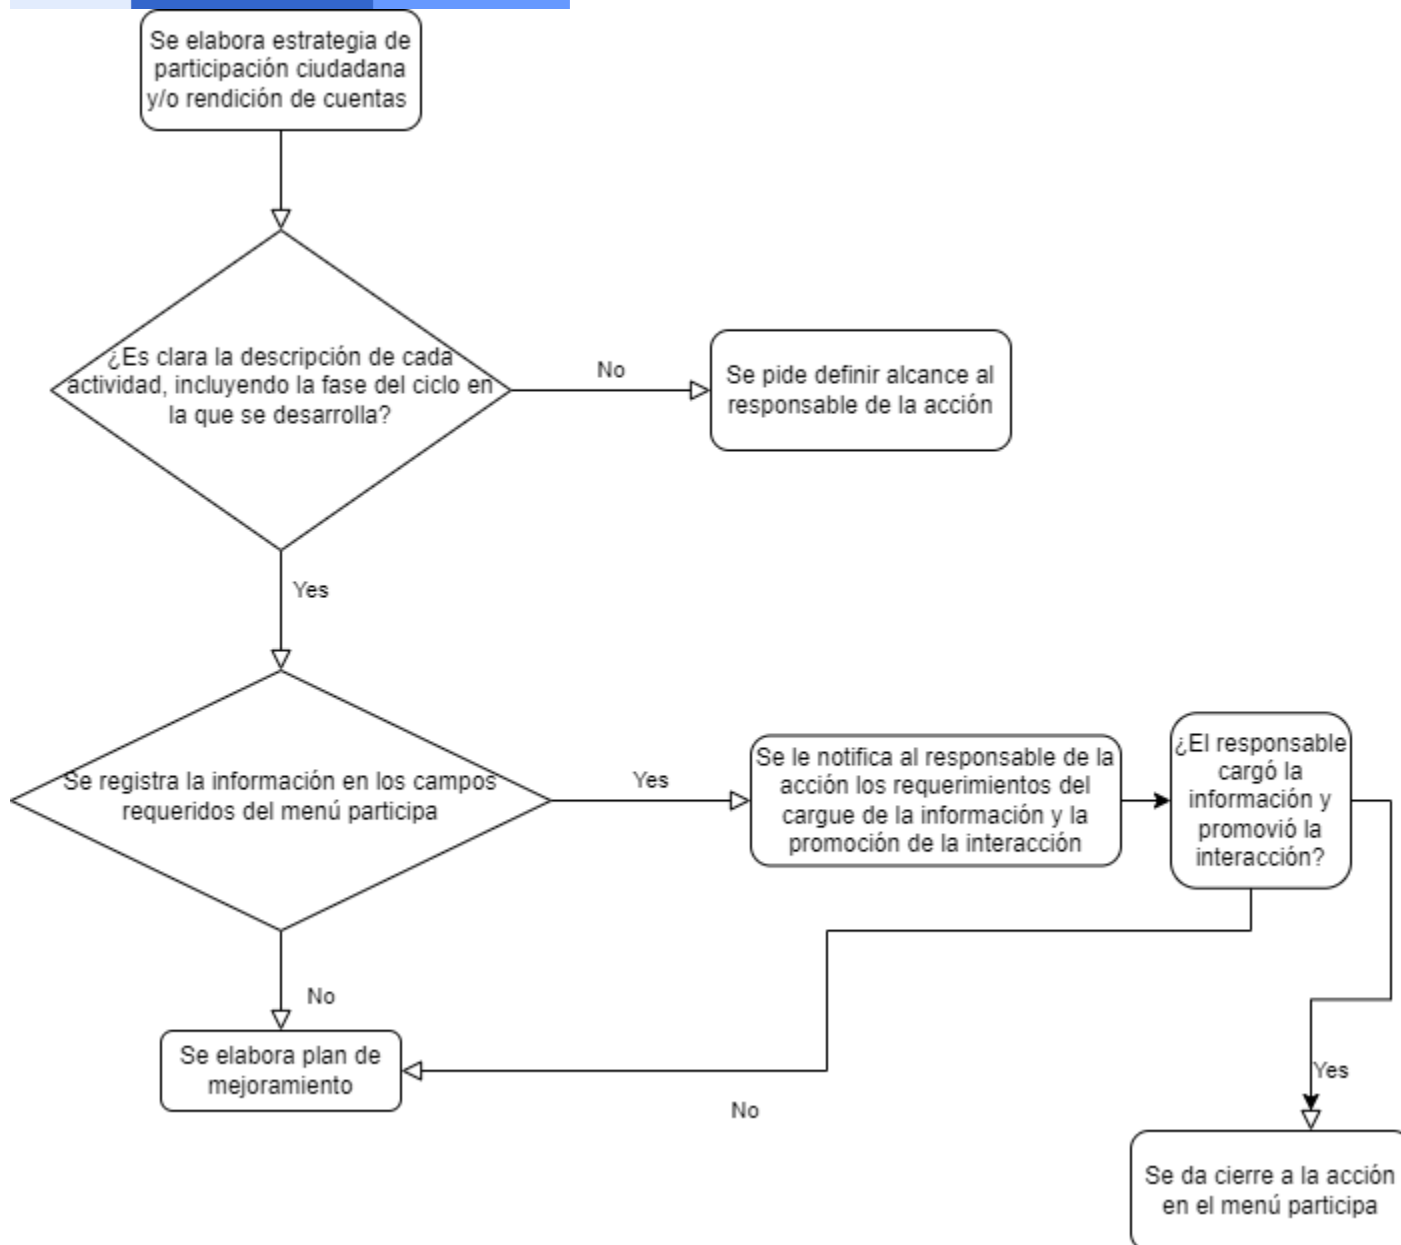 Se elabora estrategia de
participación ciudadana
y/o rendición de cuentas
¿Es clara la descripción de cada
actividad, incluyendo la fase del ciclo en
la que se desarrolla?
No
Se pide definir alcance al
responsable de la acción
Yes
Se registra la información en los campos
requeridos del menú participa
Yes
Se le notifica al responsable de la
acción los requerimientos del
cargue de la información y la
promoción de la interacción
¿El responsable
cargó la
información y
promovió la
interacción?
No
Se elabora plan de
mejoramiento
No
Yes
Se da cierre a la acción
en el menú participa